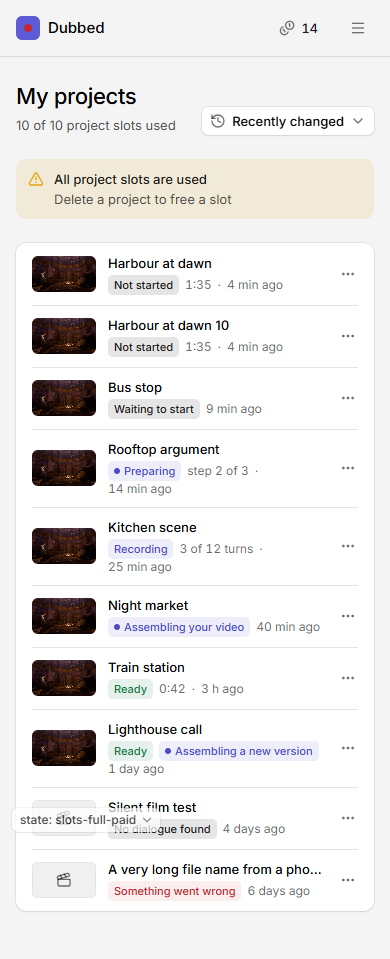 Dubbed
14
My projects
10 of 10 project slots used
Recently changed
All project slots are used
Delete a project to free a slot
Harbour at dawn
Not started 1:35 · 4 min ago
Harbour at dawn 10
Not started 1:35 · 4 min ago
Bus stop
Waiting to start 9 min ago
Rooftop argument
Preparing step 2 of 3 ·
14 min ago
Kitchen scene
Recording 3 of 12 turns ·
25 min ago
Night market
Assembling your video 40 min ago
Train station
Ready 0:42 · 3 h ago
Lighthouse call
Ready Assembling a new version
1 day ago
Silent film test
state: slots-full-paid
No dialogue found 4 days ago
A very long file name from a pho...
Something went wrong 6 days ago